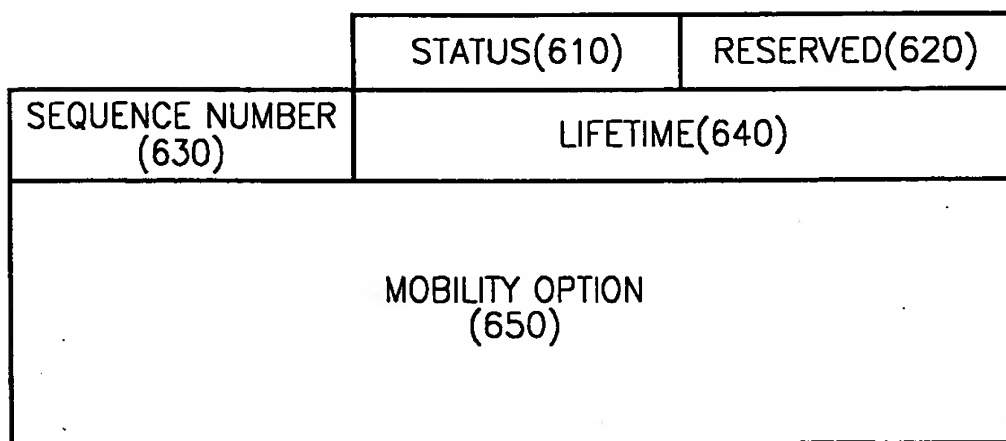 STATUS(610)
RESERVED(620)
SEQUENCE NUMBER
(630)
LIFETIME(640)
MOBILITY OPTION
(650)